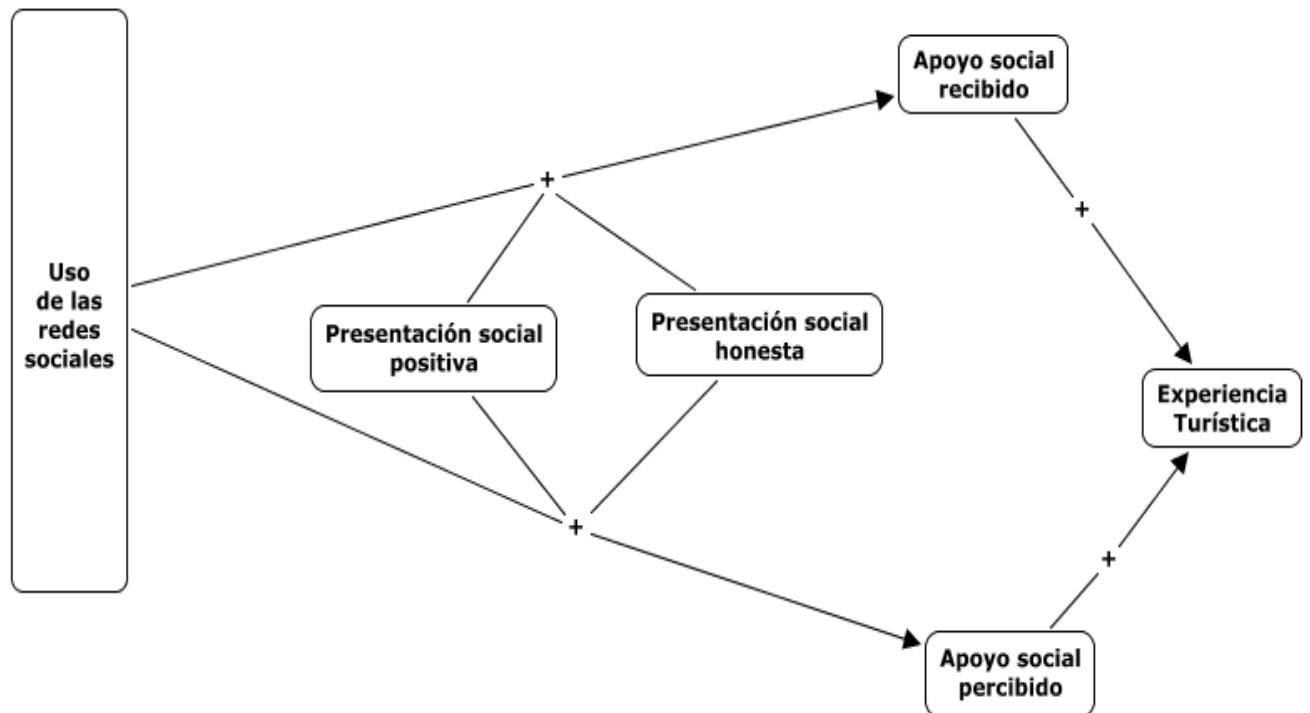 Apoyo social
recibido
+
+
Uso
de las
redes
sociales
Presentación social
positiva
Presentación social
honesta
Experiencia
Turística
+
+
Apoyo social
percibido